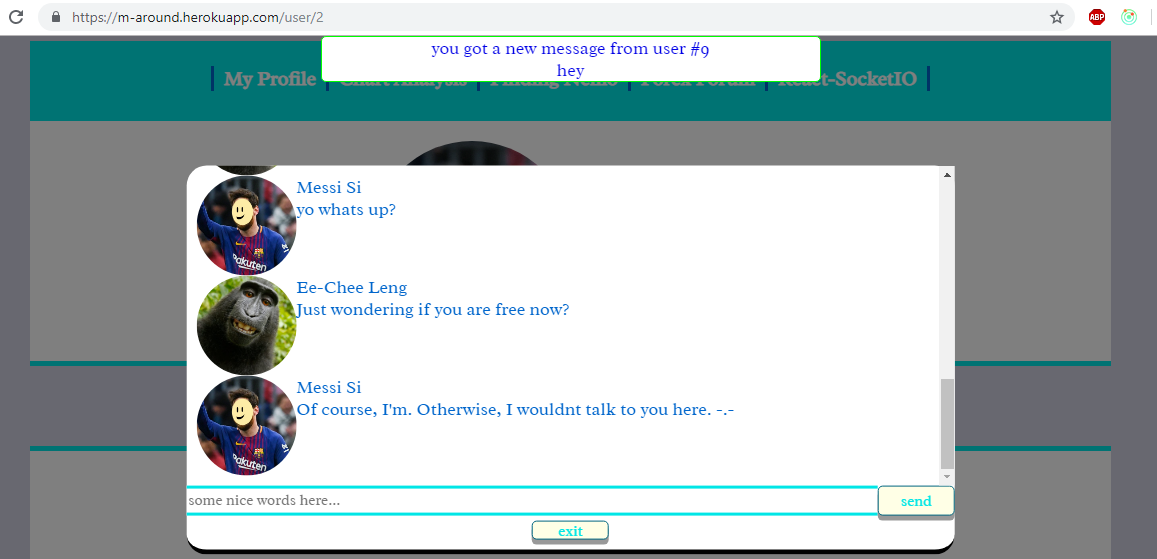 https://m-around.herokuapp.com/user/2
ABP
you got a new message from user #9
hey
My Profile Chart Analysis Finding Nemo Forex Forum React-SocketIO
Messi Si
yo whats up?
Rakuten
Ee-Chee Leng
Just wondering if you are free now?
Messi Si
Of course, I'm. Otherwise, I wouldnt talk to you here. -.-
Rakuten
some nice words here...
send
exit